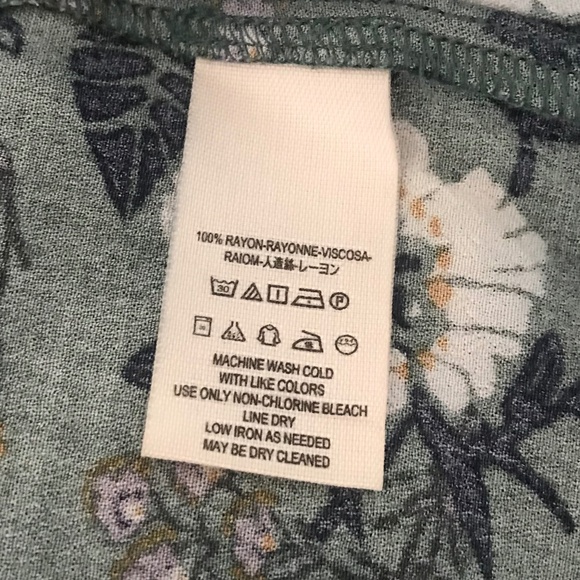 100% RAYON-RAYONNE-VISCOSA-
RAIOM-人造絲-レーヨン
30
P
MACHINE WASH COLD
WITH LIKE COLORS
USE ONLY NON-CHLORINE BLEACH
LINE DRY
LOW IRON AS NEEDED
MAY BE DRY CLEANED